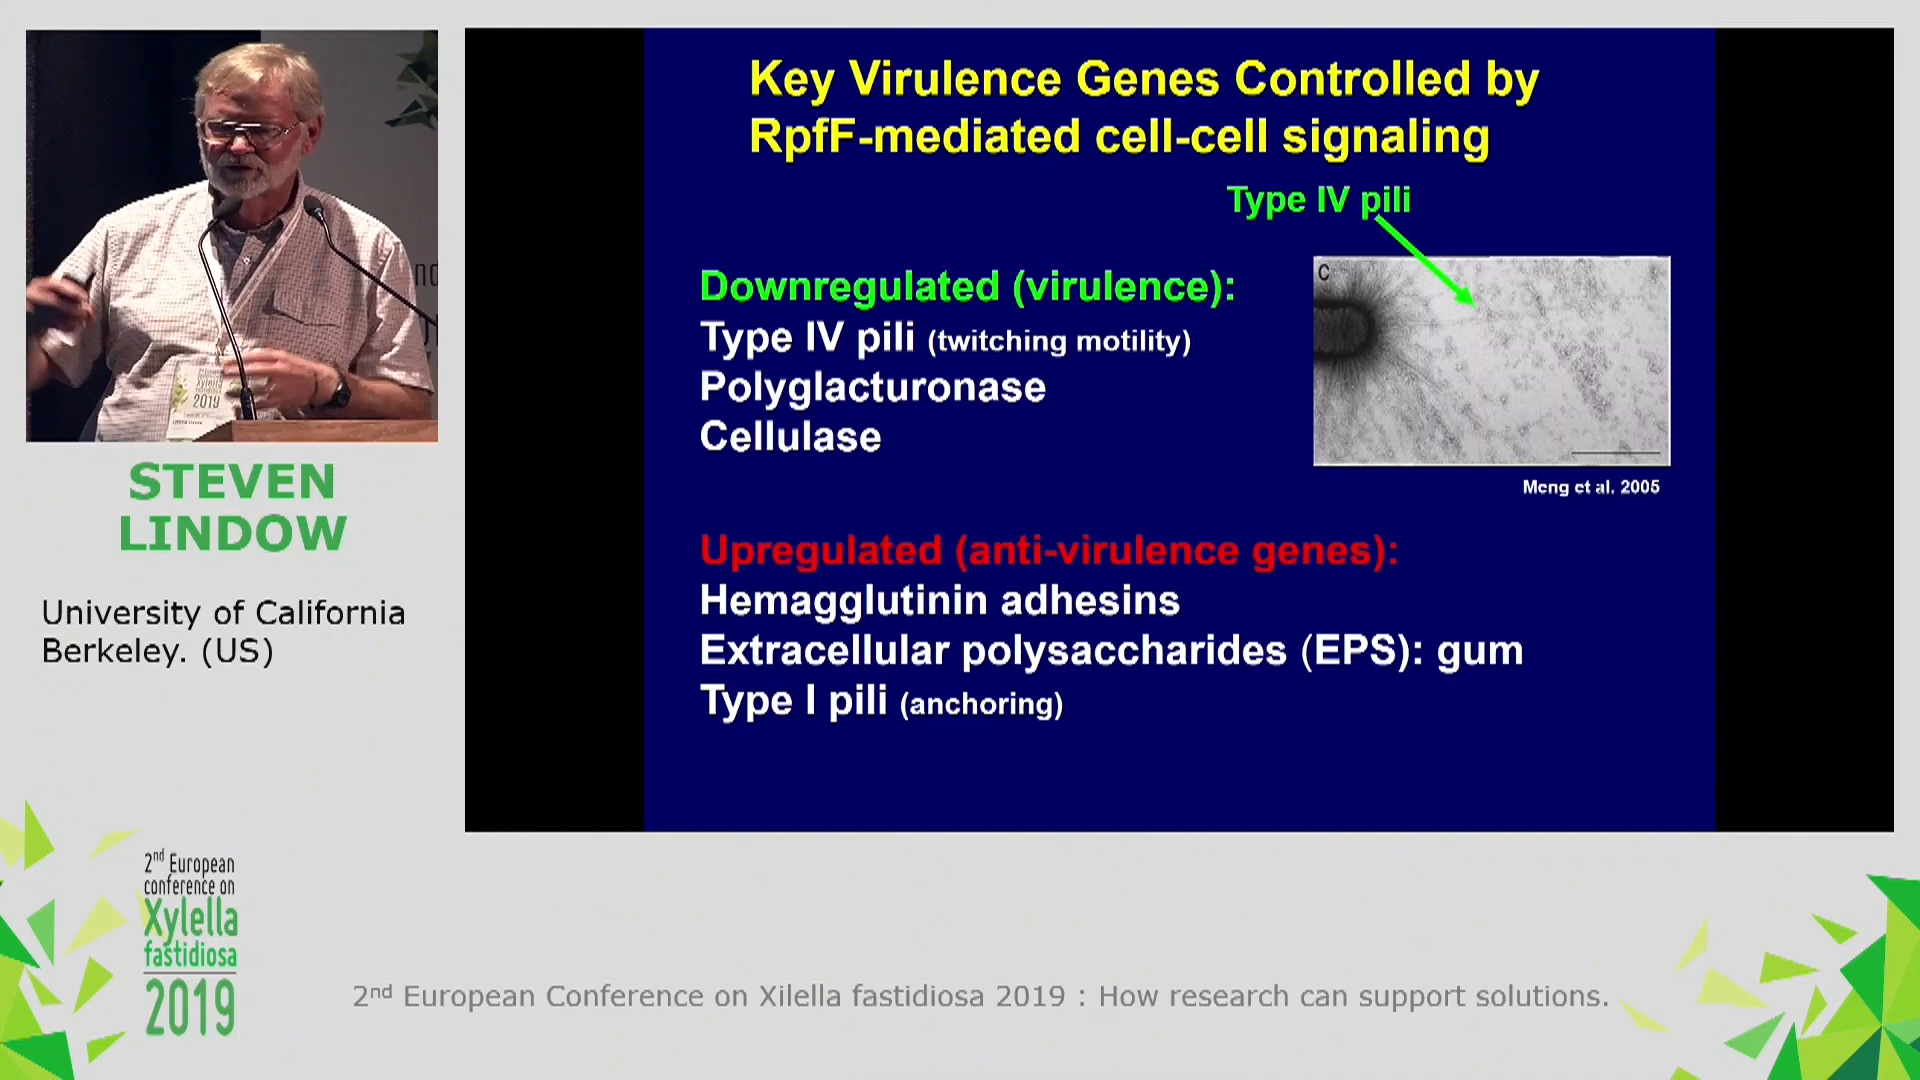 Key Virulence Genes Controlled by
RpfF-mediated cell-cell signaling
Type IV pili
Downregulated (virulence):
Type IV pili (twitching motility)
Polyglacturonase
Cellulase
C
Meng et al. 2005
Upregulated (anti-virulence genes):
Hemagglutinin adhesins
Extracellular polysaccharides (EPS): gum
Type I pili (anchoring)
Xylella
fastidiosa
2019
STEVEN
LINDOW
University of California
Berkeley. (US)
2nd European
conference on
Xylella
fastidiosa
2019
2nd European Conference on Xilella fastidiosa 2019 : How research can support solutions.